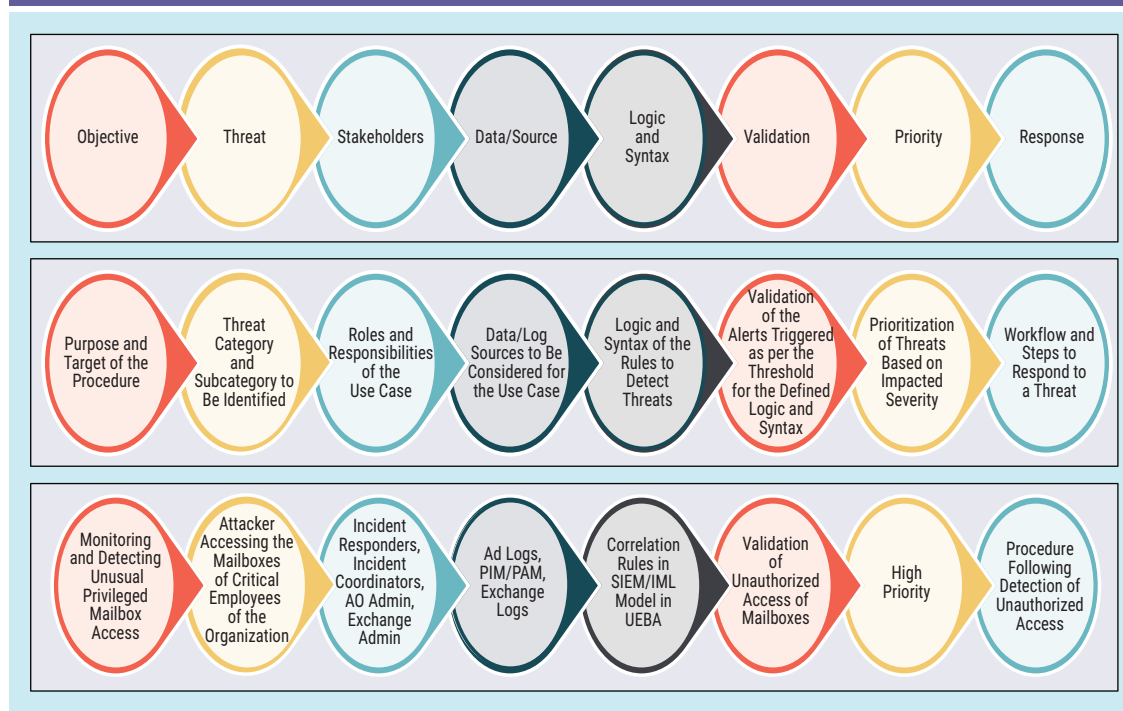 Objective
Threat
Stakeholders
Data/Source
Logic
and
Syntax
Validation
Priority
Response
Purpose and
Target of the
Procedure
Threat
Category
and
Subcategory to
Be Identified
Roles and
Responsibilities
of the
Use Case
Data/Log
Sources to Be
Considered for
the Use Case
Logic and
Syntax of the
Rules to
Detect
Threats
Validation
of the
Alerts Triggered
as per the
Threshold
for the Defined
Logic and
Syntax
Prioritization
of Threats
Based on
Impacted
Severity
Workflow and
Steps to
Respond to
a Threat
Monitoring
and Detecting
Unusual
Privileged
Mailbox
Access
Attacker
Accessing the
Mailboxes
of Critical
Employees
of the
Organization
Incident
Responders,
Incident
Coordinators,
AO Admin,
Exchange
Admin
Ad Logs,
PIM/PAM,
Exchange
Logs
Correlation
Rules in
SIEM/IML
Model in
UEBA
Validation
of
Unauthorized
Access of
Mailboxes
High
Priority
Procedure
Following
Detection of
Unauthorized
Access